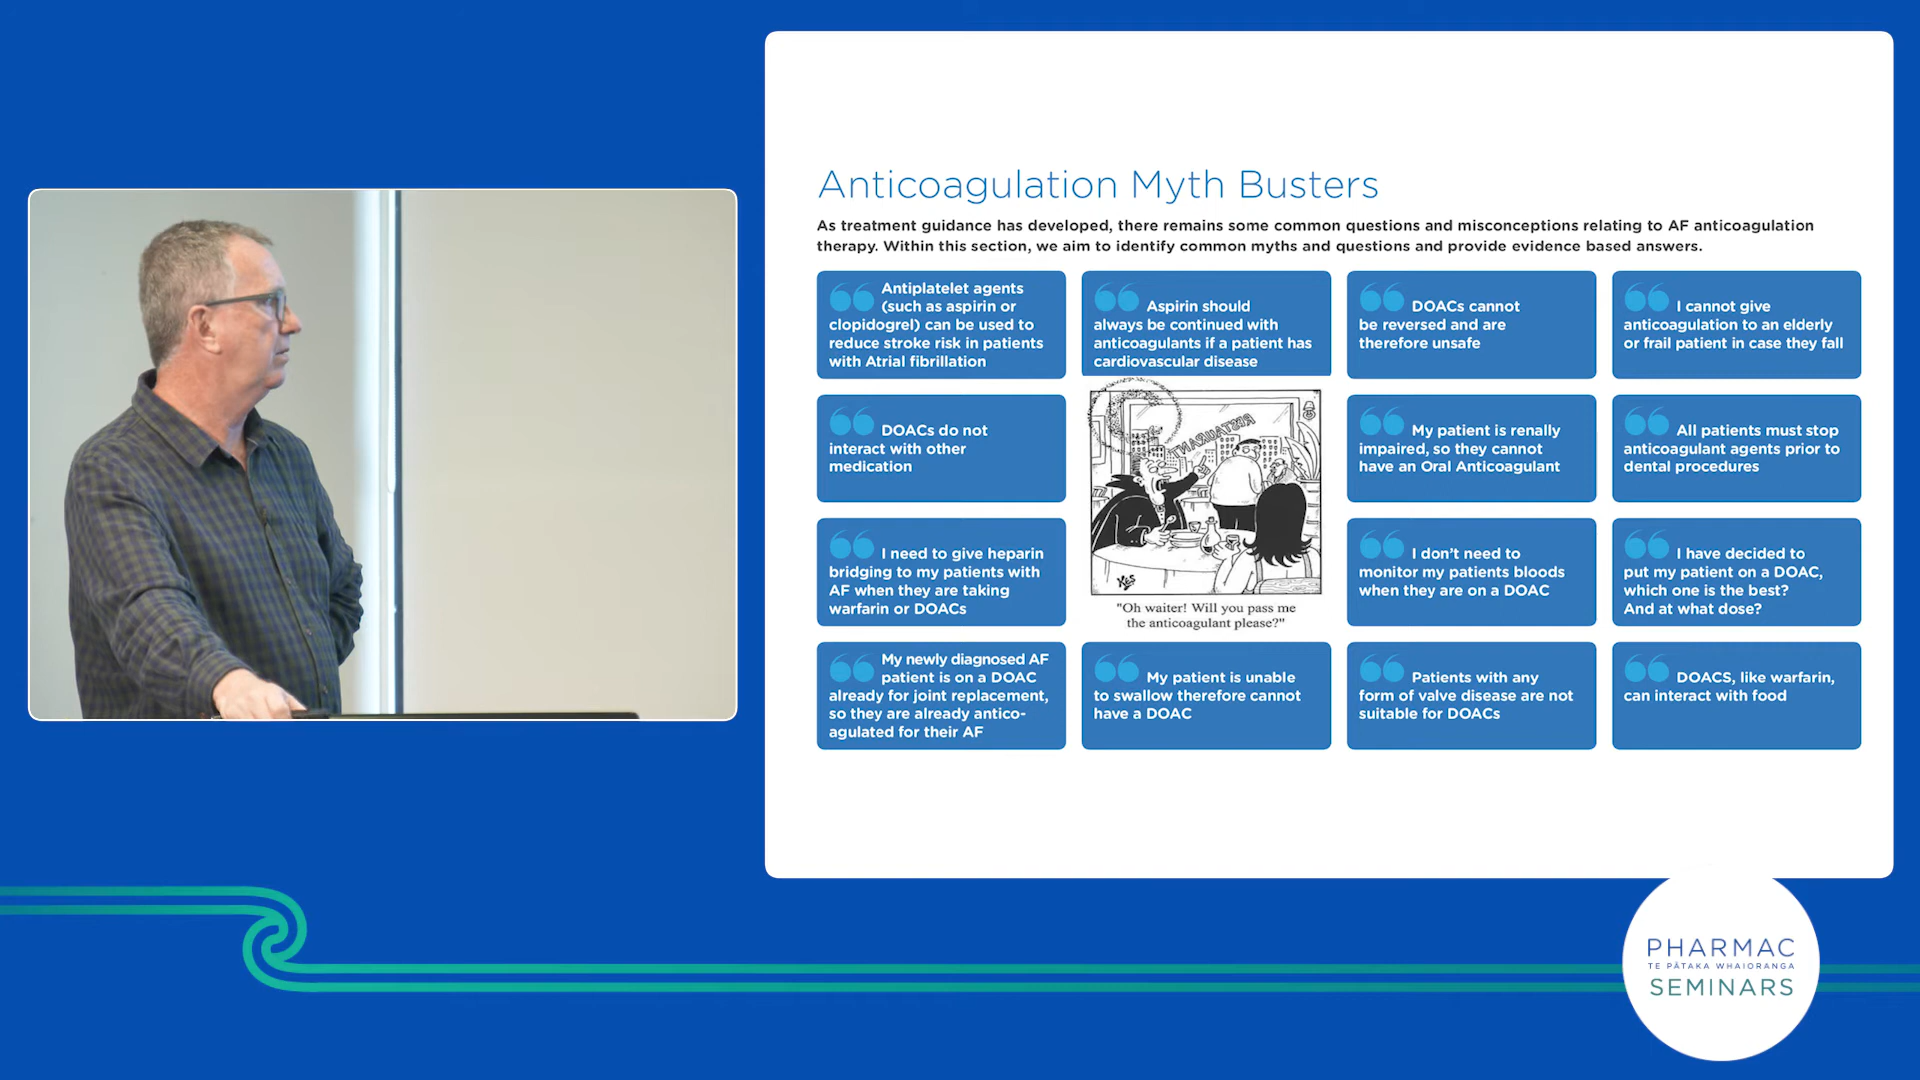 Anticoagulation Myth Busters
As treatment guidance has developed, there remains some common questions and misconceptions relating to AF anticoagulation
therapy. Within this section, we aim to identify common myths and questions and provide evidence based answers.
Antiplatelet agents
(such as aspirin or
clopidogrel) can be used to
reduce stroke risk in patients
with Atrial fibrillation
Aspirin should
always be continued with
anticoagulants if a patient has
cardiovascular disease
DOACs cannot
be reversed and are
therefore unsafe
I cannot give
anticoagulation to an elderly
or frail patient in case they fall
DOACs do not
interact with other
medication
RESTAURANT
KES
"Oh waiter! Will you pass me
the anticoagulant please?"
My patient is renally
impaired, so they cannot
have an Oral Anticoagulant
All patients must stop
anticoagulant agents prior to
dental procedures
I need to give heparin
bridging to my patients with
AF when they are taking
warfarin or DOACs
I don't need to
monitor my patients bloods
when they are on a DOAC
I have decided to
put my patient on a DOAC,
which one is the best?
And at what dose?
My newly diagnosed AF
patient is on a DOAC
already for joint replacement,
so they are already antico-
agulated for their AF
My patient is unable
to swallow therefore cannot
have a DOAC
Patients with any
form of valve disease are not
suitable for DOACs
DOACS, like warfarin,
can interact with food
PHARMAC
TE PĀTAKA WHAIORANGA
SEMINARS